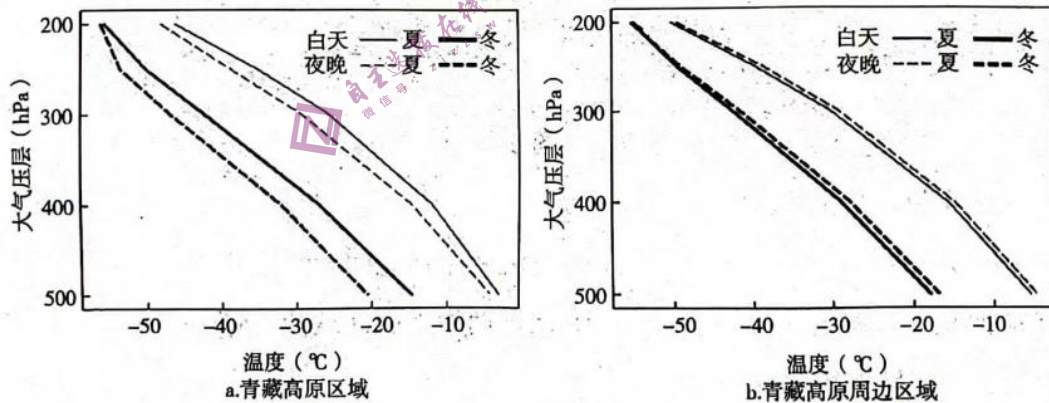 200
300
400
500
大气压层（hPa）
白天 夏 冬
夜晚 夏 冬
-50 -40 -30 -20 -10
温度（℃）
a.青藏高原区域
200
300
400
500
大气压层（hPa）
白天 夏 冬
夜晚 夏 冬
-50 -40 -30 -20 -10
温度（℃）
b.青藏高原周边区域
微信号